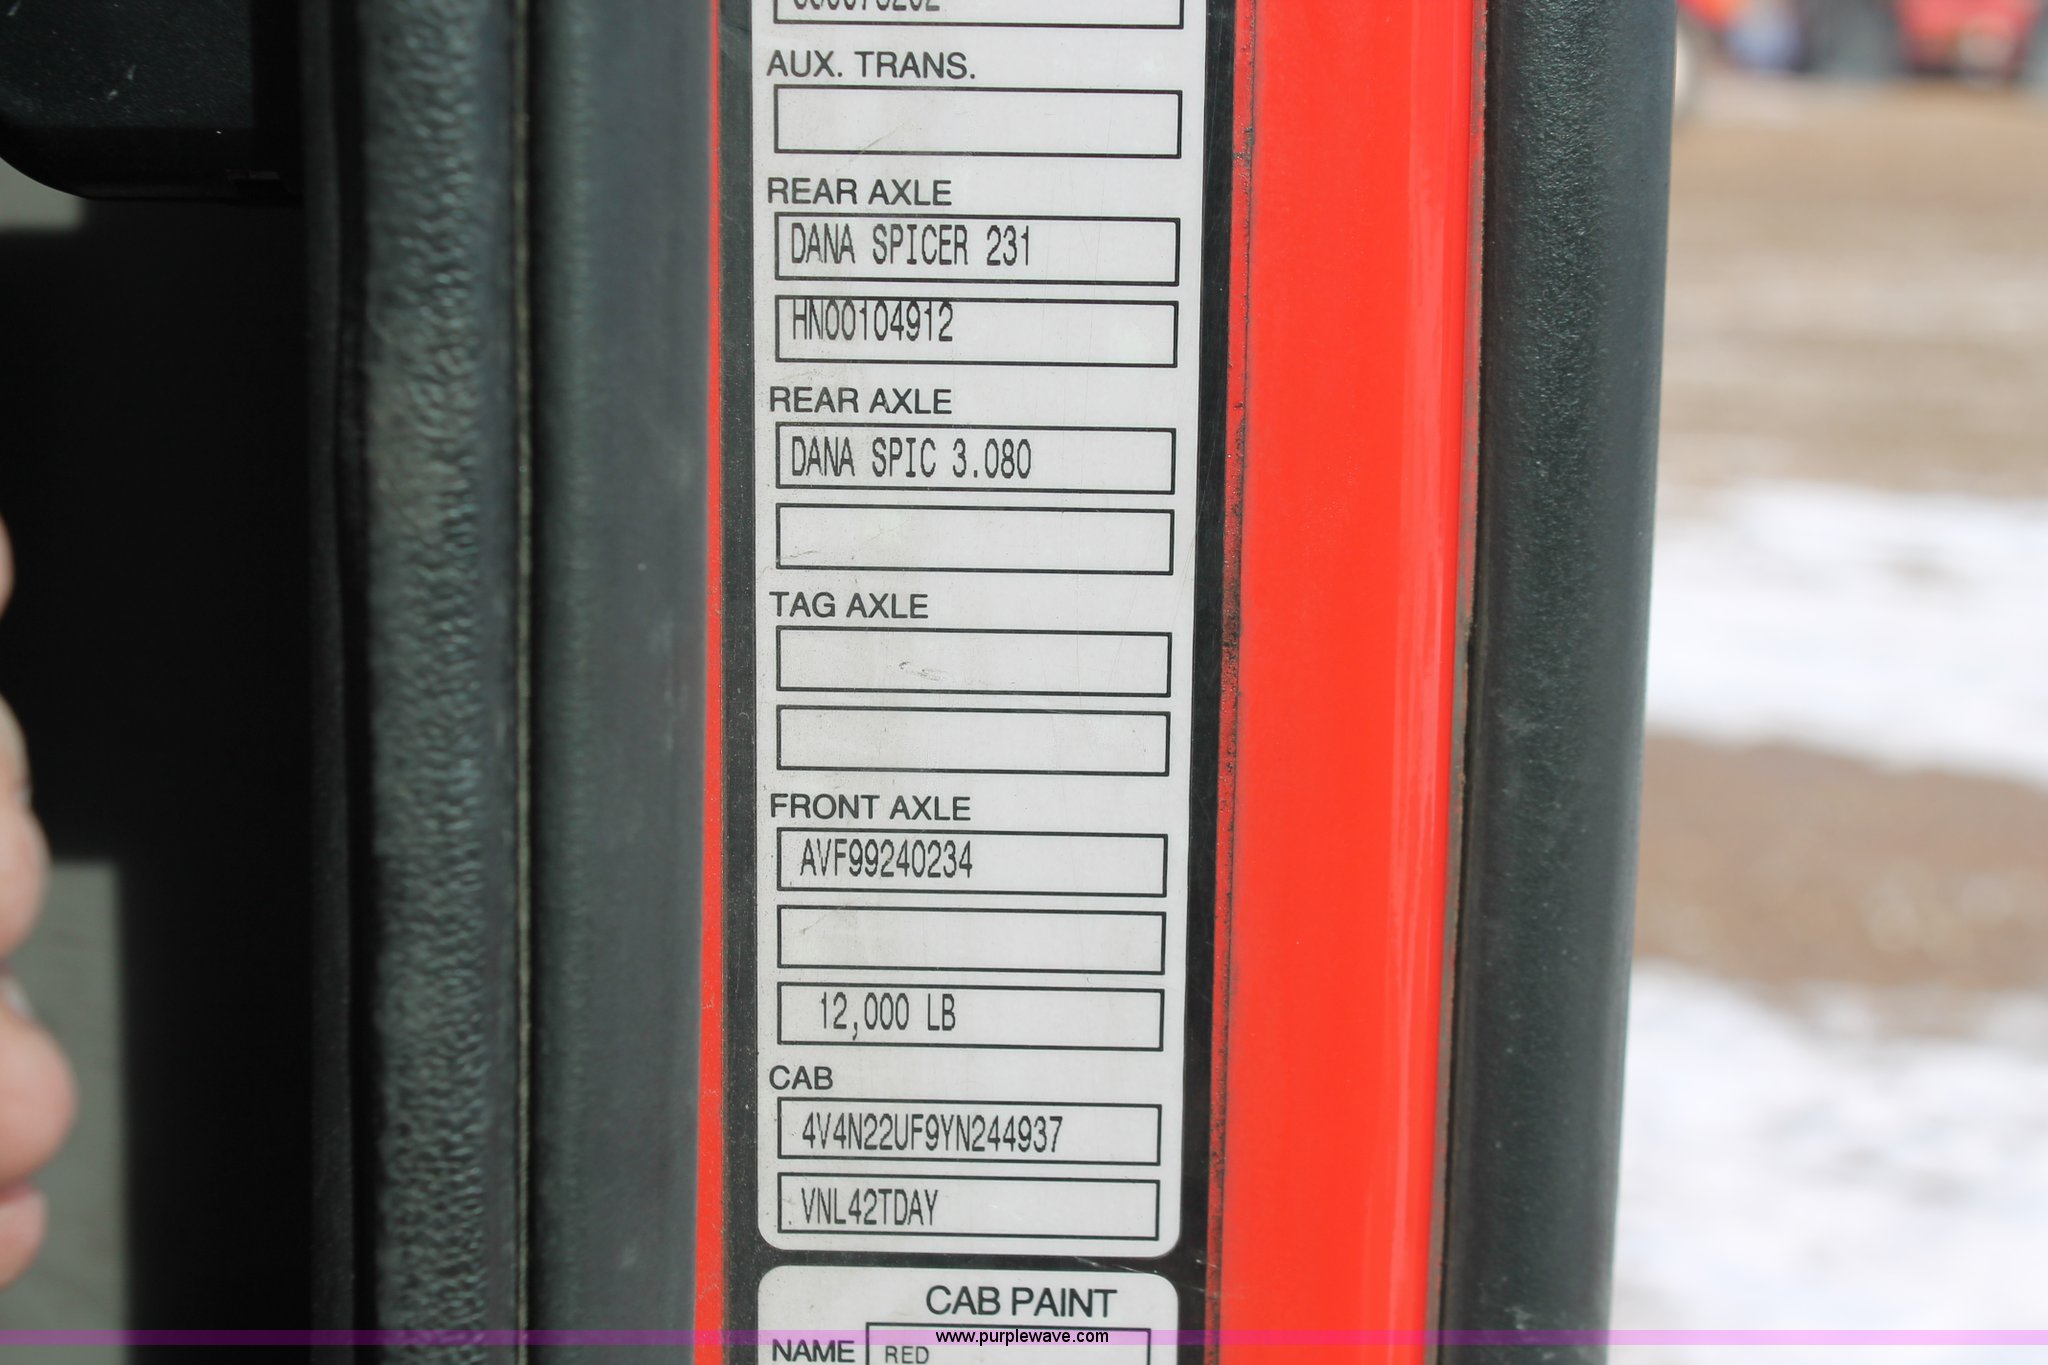 AUX. TRANS.
REAR AXLE
DANA SPICER 231
HN00104912
REAR AXLE
DANA SPIC 3.080
TAG AXLE
FRONT AXLE
AVF99240234
12,000 LB
CAB
4V4N22UF9YN244937
VNL42TDAY
CAB PAINT
www.purplewave.com
NAME RED